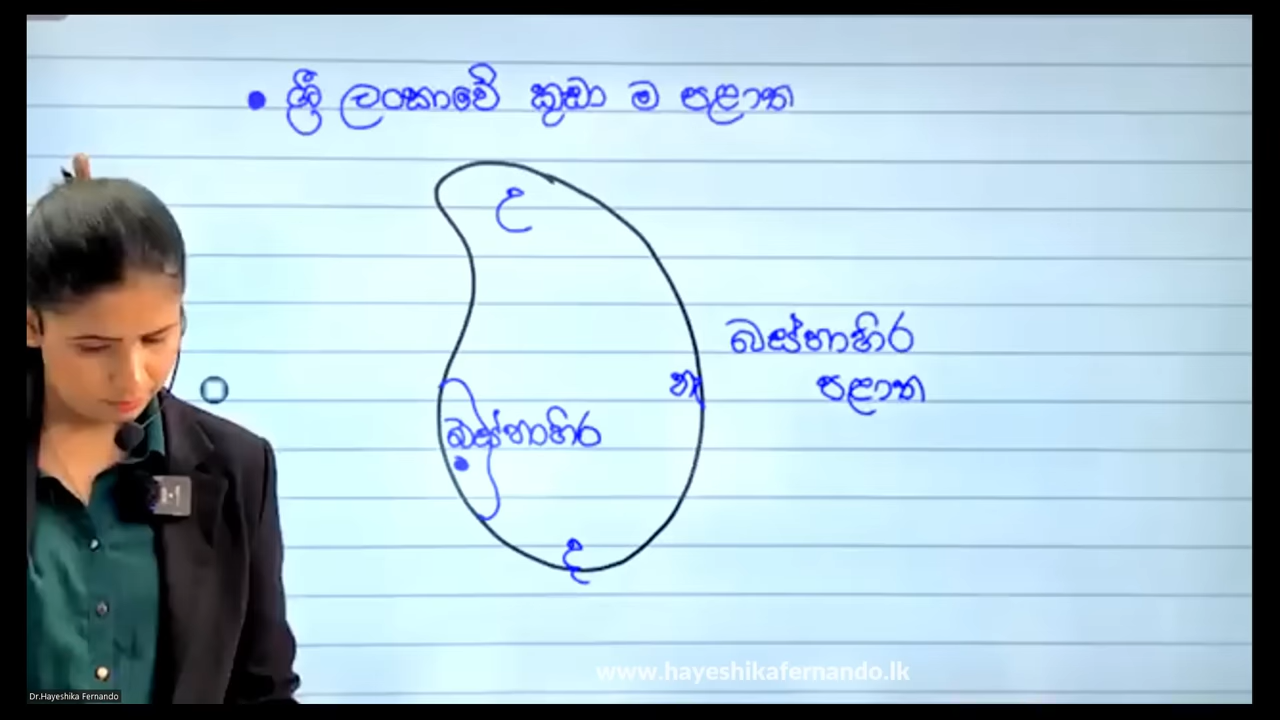 • ශ්‍රී ලංකාවේ කුඩා ම පළාත
උ
බස්නාහිර
පළාත
නැ
බස්නාහිර
ද
www.hayeshikafernando.lk
Dr.Hayeshika Fernando